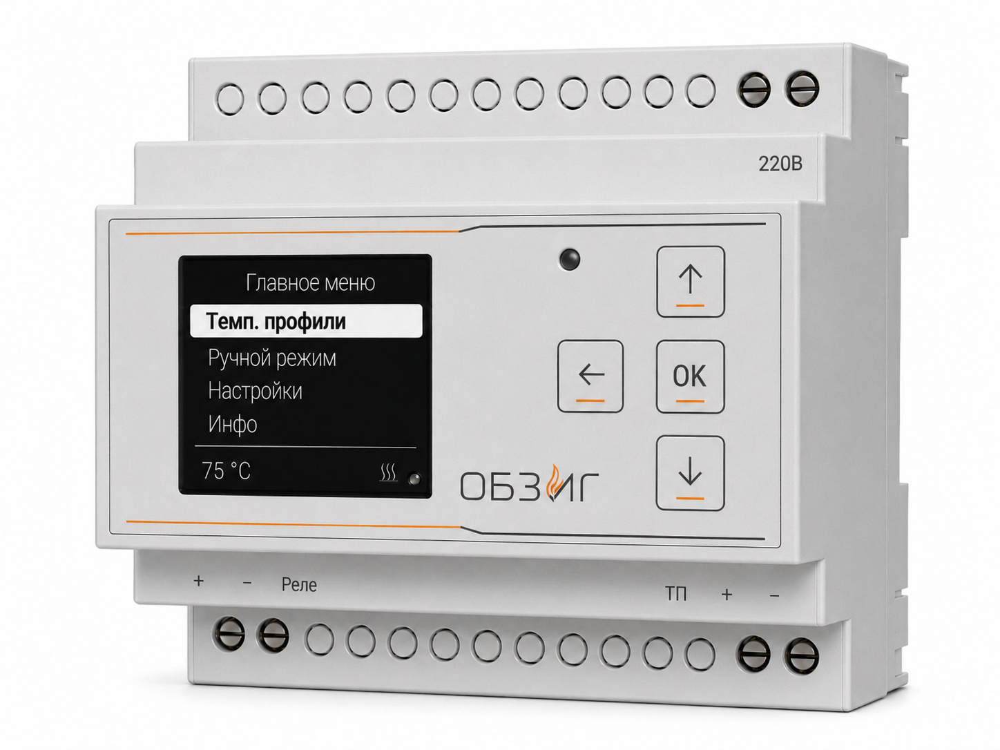 220В
Главное меню
Темп. профили
Ручной режим
Настройки
Инфо
75 °C
↑
←
OK
↓
ОБЗИГ
+ − Реле
ТП + −